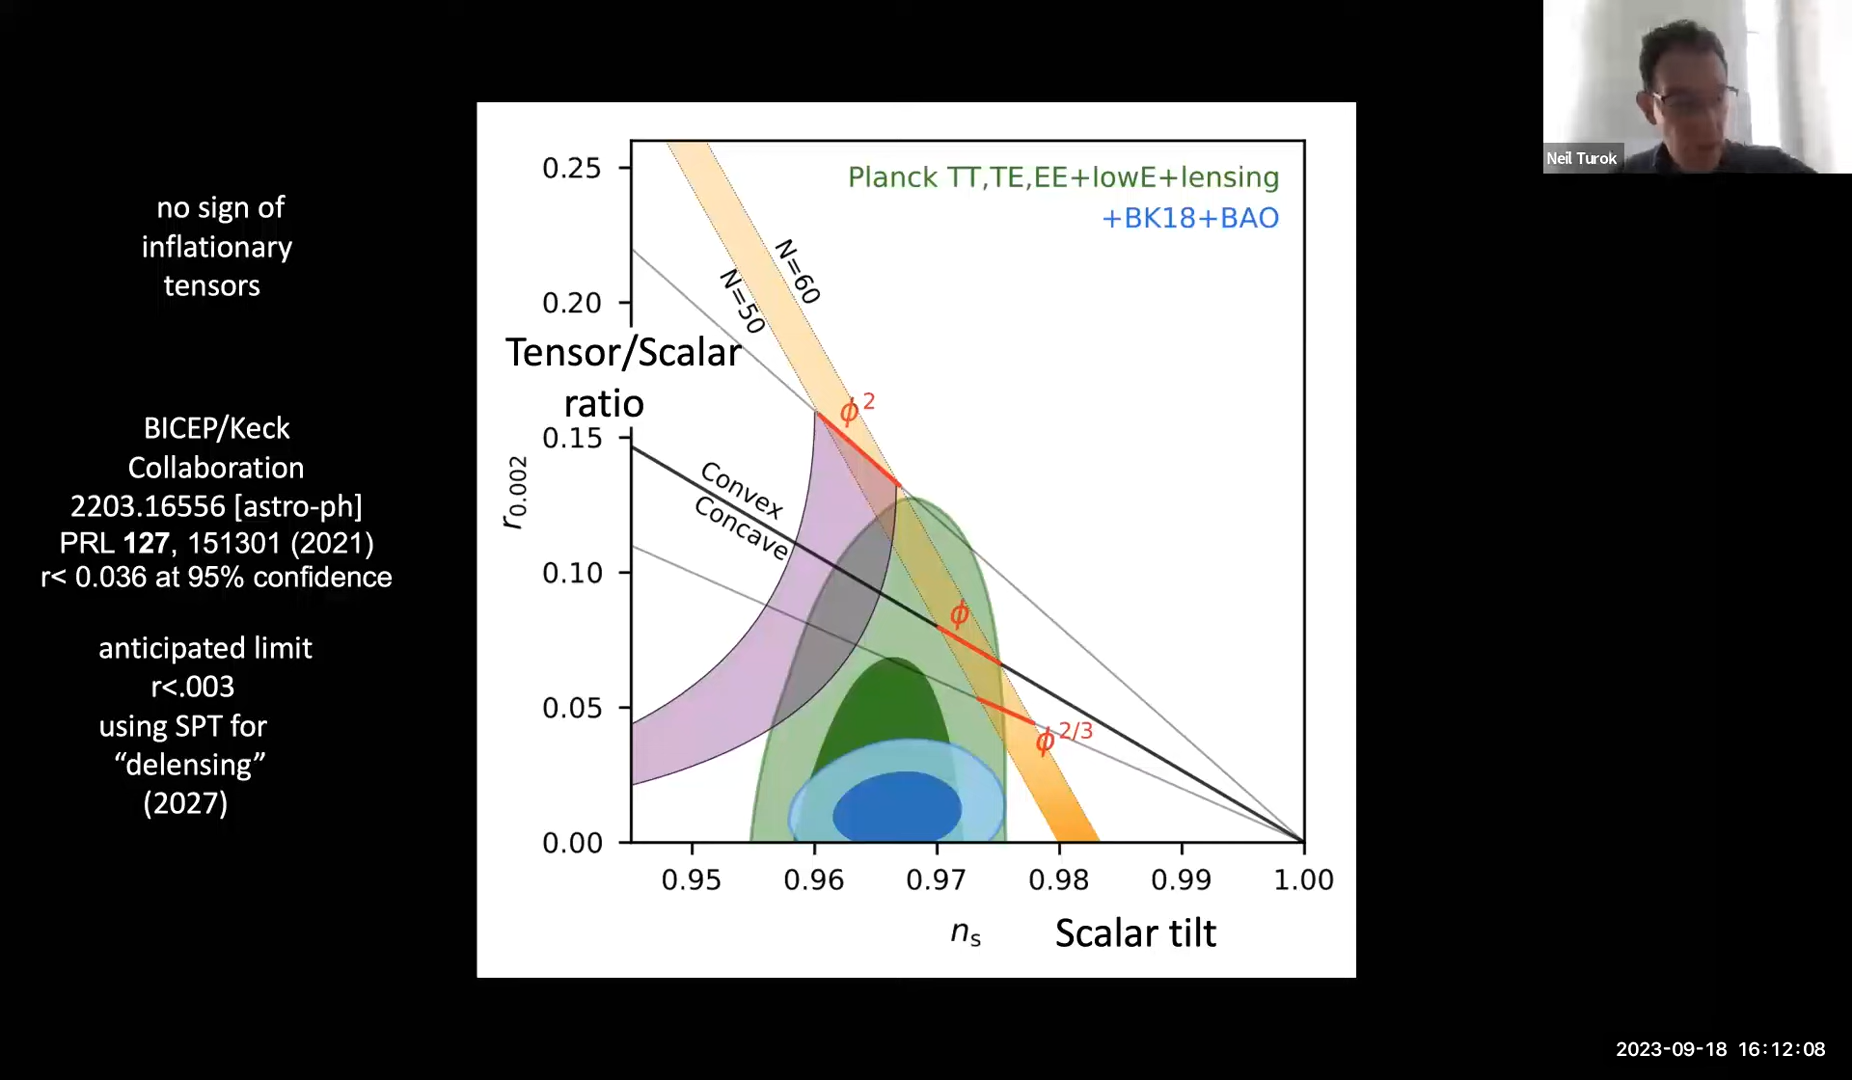 no sign of
inflationary
tensors
BICEP/Keck
Collaboration
2203.16556 [astro-ph]
PRL 127, 151301 (2021)
r< 0.036 at 95% confidence
anticipated limit
r<.003
using SPT for
“delensing”
(2027)
Planck TT,TE,EE+lowE+lensing
+BK18+BAO
0.25
0.20
0.15
0.10
0.05
0.00
Tensor/Scalar
ratio
r0.002
N=60
N=50
ϕ²
Convex
Concave
ϕ
ϕ^2/3
0.95
0.96
0.97
0.98
0.99
1.00
ns
Scalar tilt
Neil Turok
2023-09-18 16:12:08